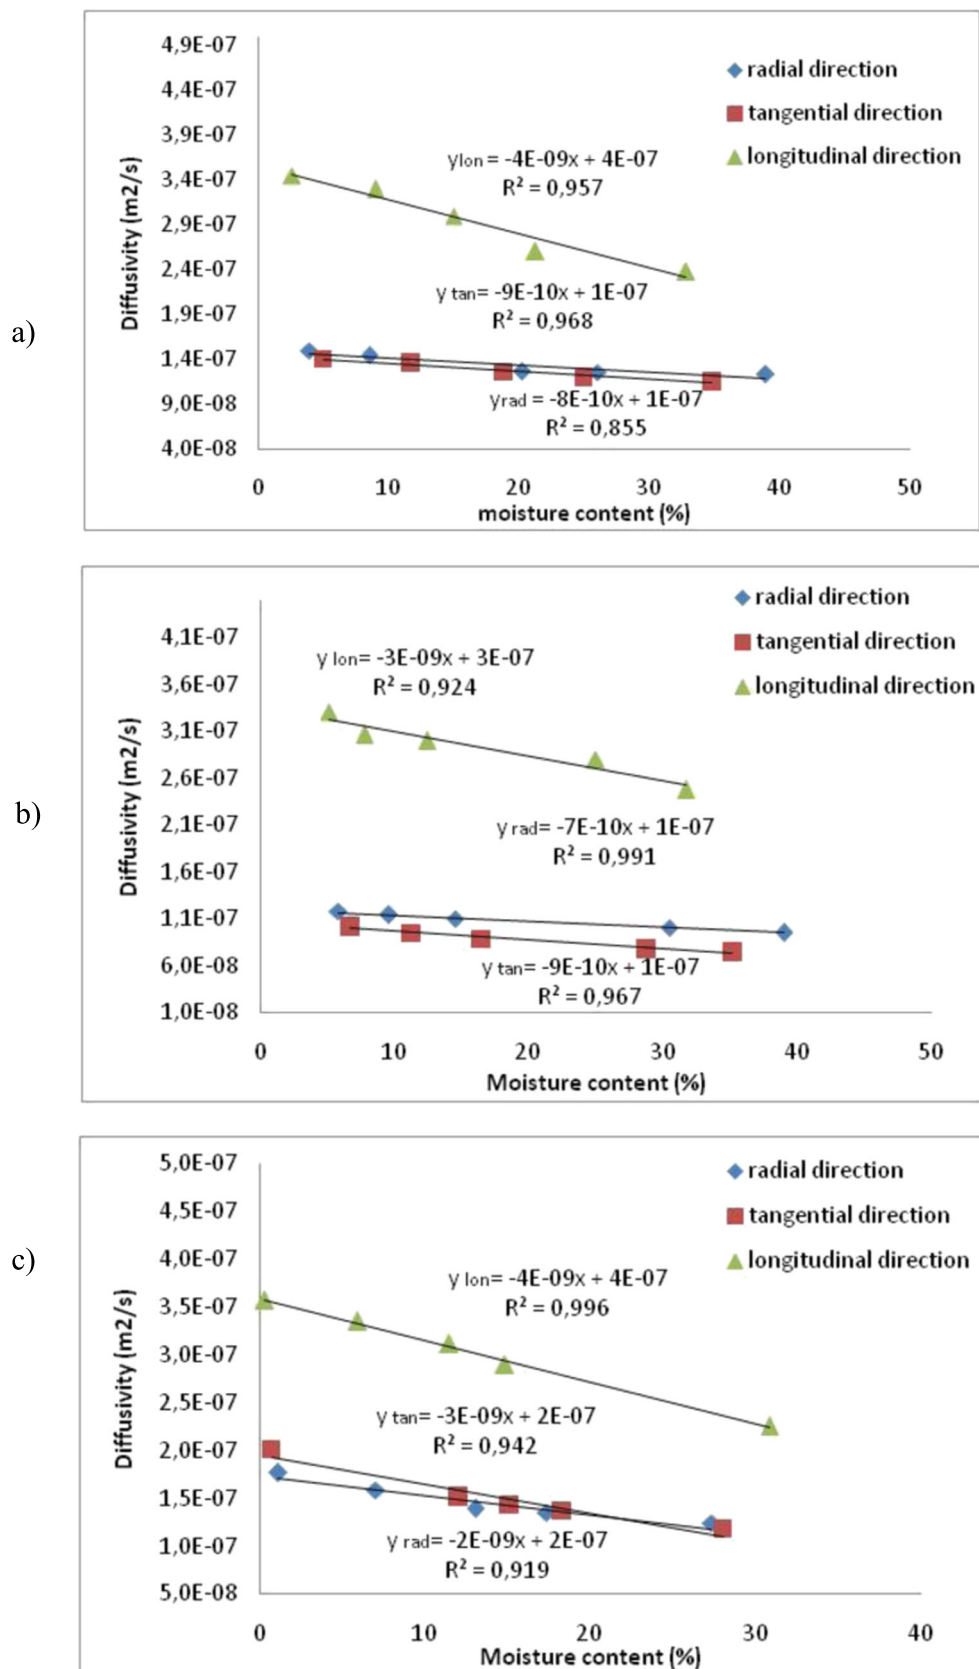 a)
4,9E-07
4,4E-07
3,9E-07
3,4E-07
2,9E-07
2,4E-07
1,9E-07
1,4E-07
9,0E-08
4,0E-08
Diffusivity (m2/s)
radial direction
tangential direction
longitudinal direction
ylon = -4E-09x + 4E-07
R² = 0,957
y tan= -9E-10x + 1E-07
R² = 0,968
yrad = -8E-10x + 1E-07
R² = 0,855
0 10 20 30 40 50
moisture content (%)
b)
4,1E-07
3,6E-07
3,1E-07
2,6E-07
2,1E-07
1,6E-07
1,1E-07
6,0E-08
1,0E-08
Diffusivity (m2/s)
radial direction
tangential direction
longitudinal direction
y lon= -3E-09x + 3E-07
R² = 0,924
y rad= -7E-10x + 1E-07
R² = 0,991
y tan= -9E-10x + 1E-07
R² = 0,967
0 10 20 30 40 50
Moisture content (%)
c)
5,0E-07
4,5E-07
4,0E-07
3,5E-07
3,0E-07
2,5E-07
2,0E-07
1,5E-07
1,0E-07
5,0E-08
Diffusivity (m2/s)
radial direction
tangential direction
longitudinal direction
y lon= -4E-09x + 4E-07
R² = 0,996
y tan= -3E-09x + 2E-07
R² = 0,942
y rad= -2E-09x + 2E-07
R² = 0,919
0 10 20 30 40
Moisture content (%)